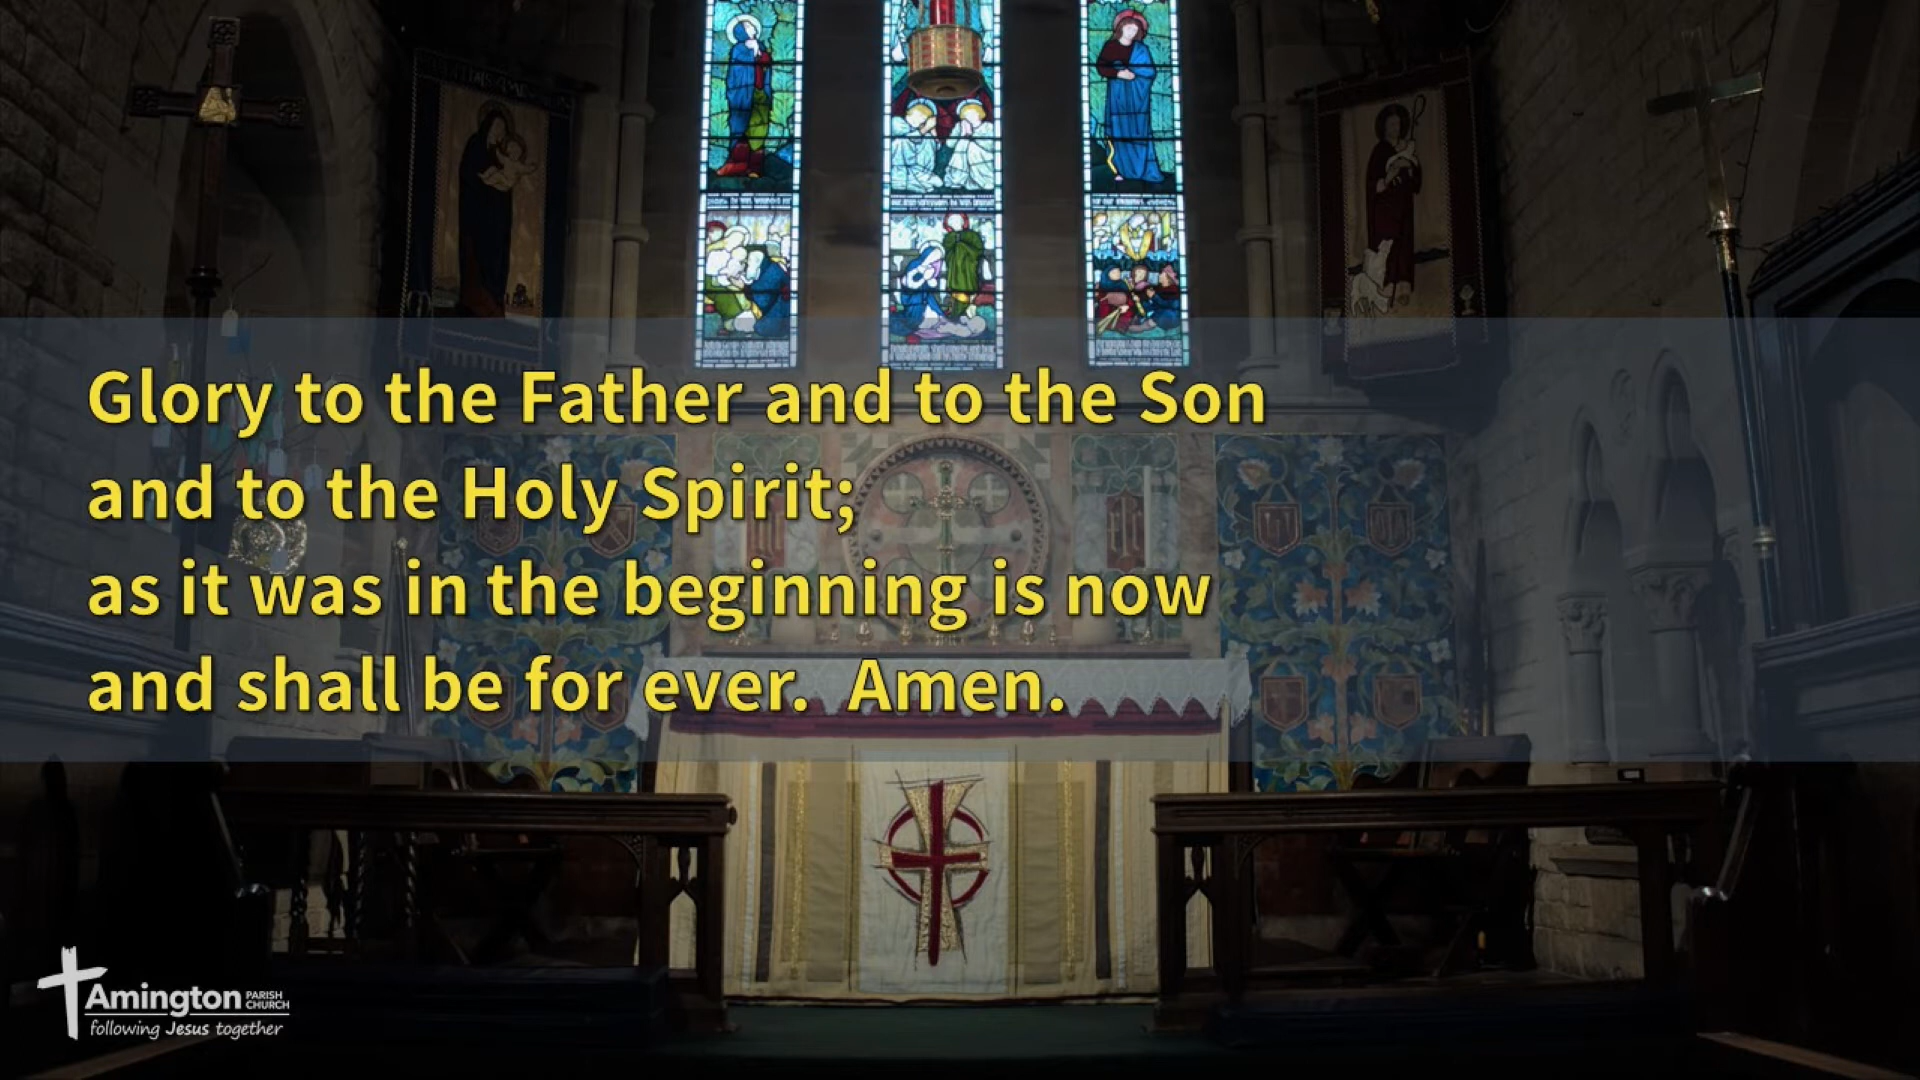 Glory to the Father and to the Son
and to the Holy Spirit;
as it was in the beginning is now
and shall be for ever.  Amen.
Amington PARISH CHURCH
following Jesus together